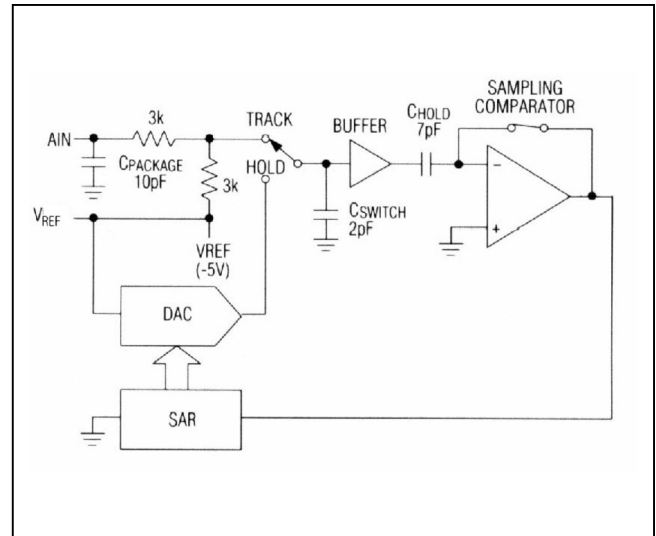 3k
AIN
CPACKAGE
10pF
TRACK
HOLD
3k
VREF
VREF
(-5V)
BUFFER
CSWITCH
2pF
CHOLD
7pF
SAMPLING
COMPARATOR
−
+
DAC
SAR